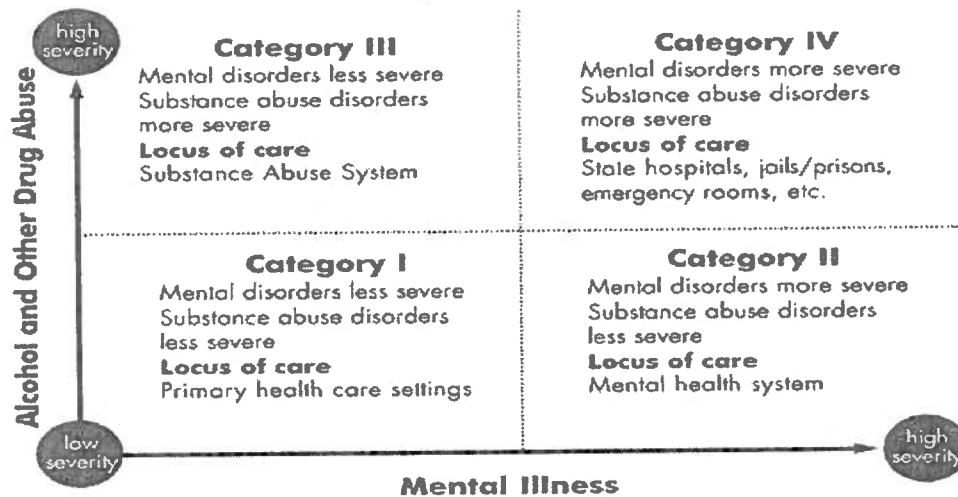 high
severity
Alcohol and Other Drug Abuse
Category III
Mental disorders less severe
Substance abuse disorders
more severe
Locus of care
Substance Abuse System
Category IV
Mental disorders more severe
Substance abuse disorders
more severe
Locus of care
State hospitals, jails/prisons,
emergency rooms, etc.
Category I
Mental disorders less severe
Substance abuse disorders
less severe
Locus of care
Primary health care settings
Category II
Mental disorders more severe
Substance abuse disorders
less severe
Locus of care
Mental health system
low
severity
high
severity
Mental Illness